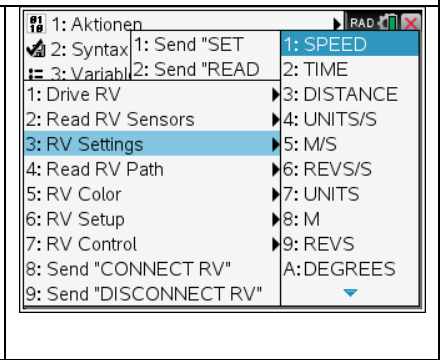 1: Aktionen RAD
2: Syntax
3: Variabl
1: Send "SET
2: Send "READ
1: Drive RV
2: Read RV Sensors
3: RV Settings
4: Read RV Path
5: RV Color
6: RV Setup
7: RV Control
8: Send "CONNECT RV"
9: Send "DISCONNECT RV"
1: SPEED
2: TIME
3: DISTANCE
4: UNITS/S
5: M/S
6: REVS/S
7: UNITS
8: M
9: REVS
A:DEGREES